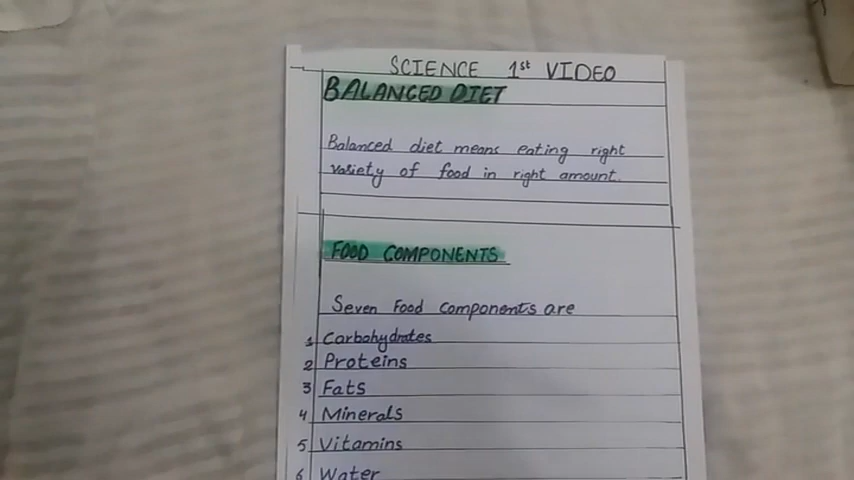 SCIENCE 1st VIDEO
BALANCED DIET
Balanced diet means eating right
variety of food in right amount.
FOOD COMPONENTS
Seven Food Components are
1 Carbohydrates
2 Proteins
3 Fats
4 Minerals
5 Vitamins
6 Water